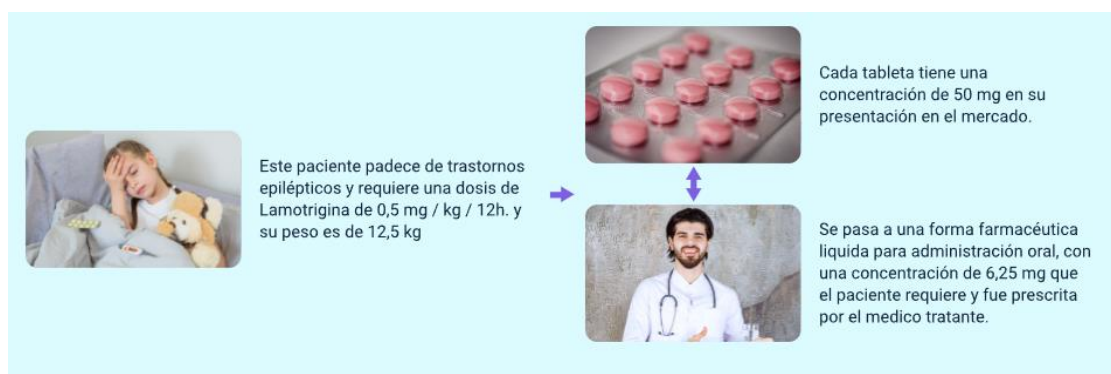 Este paciente padece de trastornos
epilépticos y requiere una dosis de
Lamotrigina de 0,5 mg / kg / 12h. y
su peso es de 12,5 kg
Cada tableta tiene una
concentración de 50 mg en su
presentación en el mercado.
Se pasa a una forma farmacéutica
liquida para administración oral, con
una concentración de 6,25 mg que
el paciente requiere y fue prescrita
por el medico tratante.